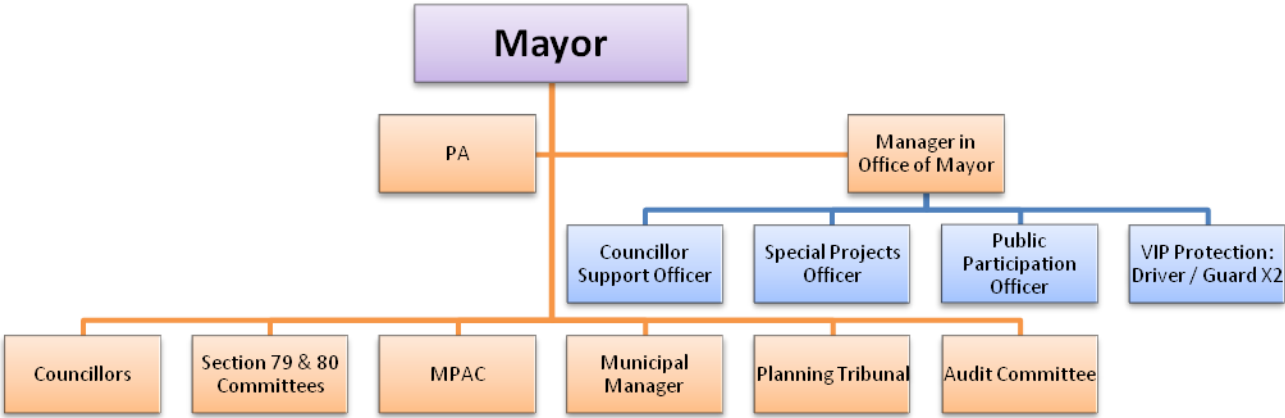 Mayor
PA
Manager in
Office of Mayor
Councillor
Support Officer
Special Projects
Officer
Public
Participation
Officer
VIP Protection:
Driver / Guard X2
Councillors
Section 79 & 80
Committees
MPAC
Municipal
Manager
Planning Tribunal
Audit Committee